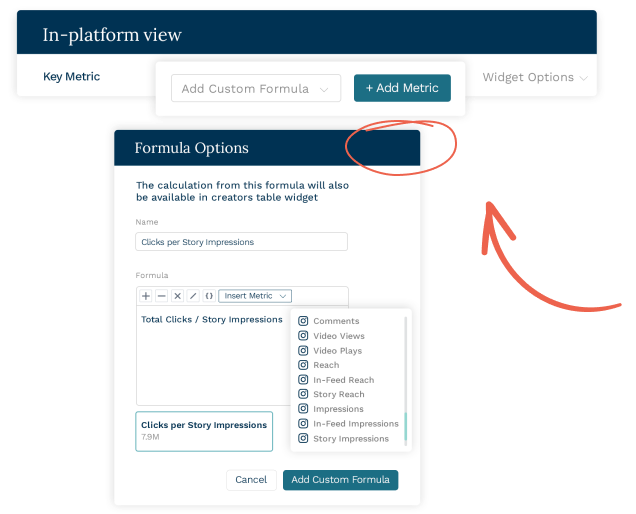 In-platform view
Key Metric
Add Custom Formula
+ Add Metric
Widget Options
Formula Options
The calculation from this formula will also
be available in creators table widget
Name
Clicks per Story Impressions
Formula
Insert Metric
Total Clicks / Story Impressions
Comments
Video Views
Video Plays
Reach
In-Feed Reach
Story Reach
Impressions
In-Feed Impressions
Story Impressions
Clicks per Story Impressions
7.9M
Cancel
Add Custom Formula